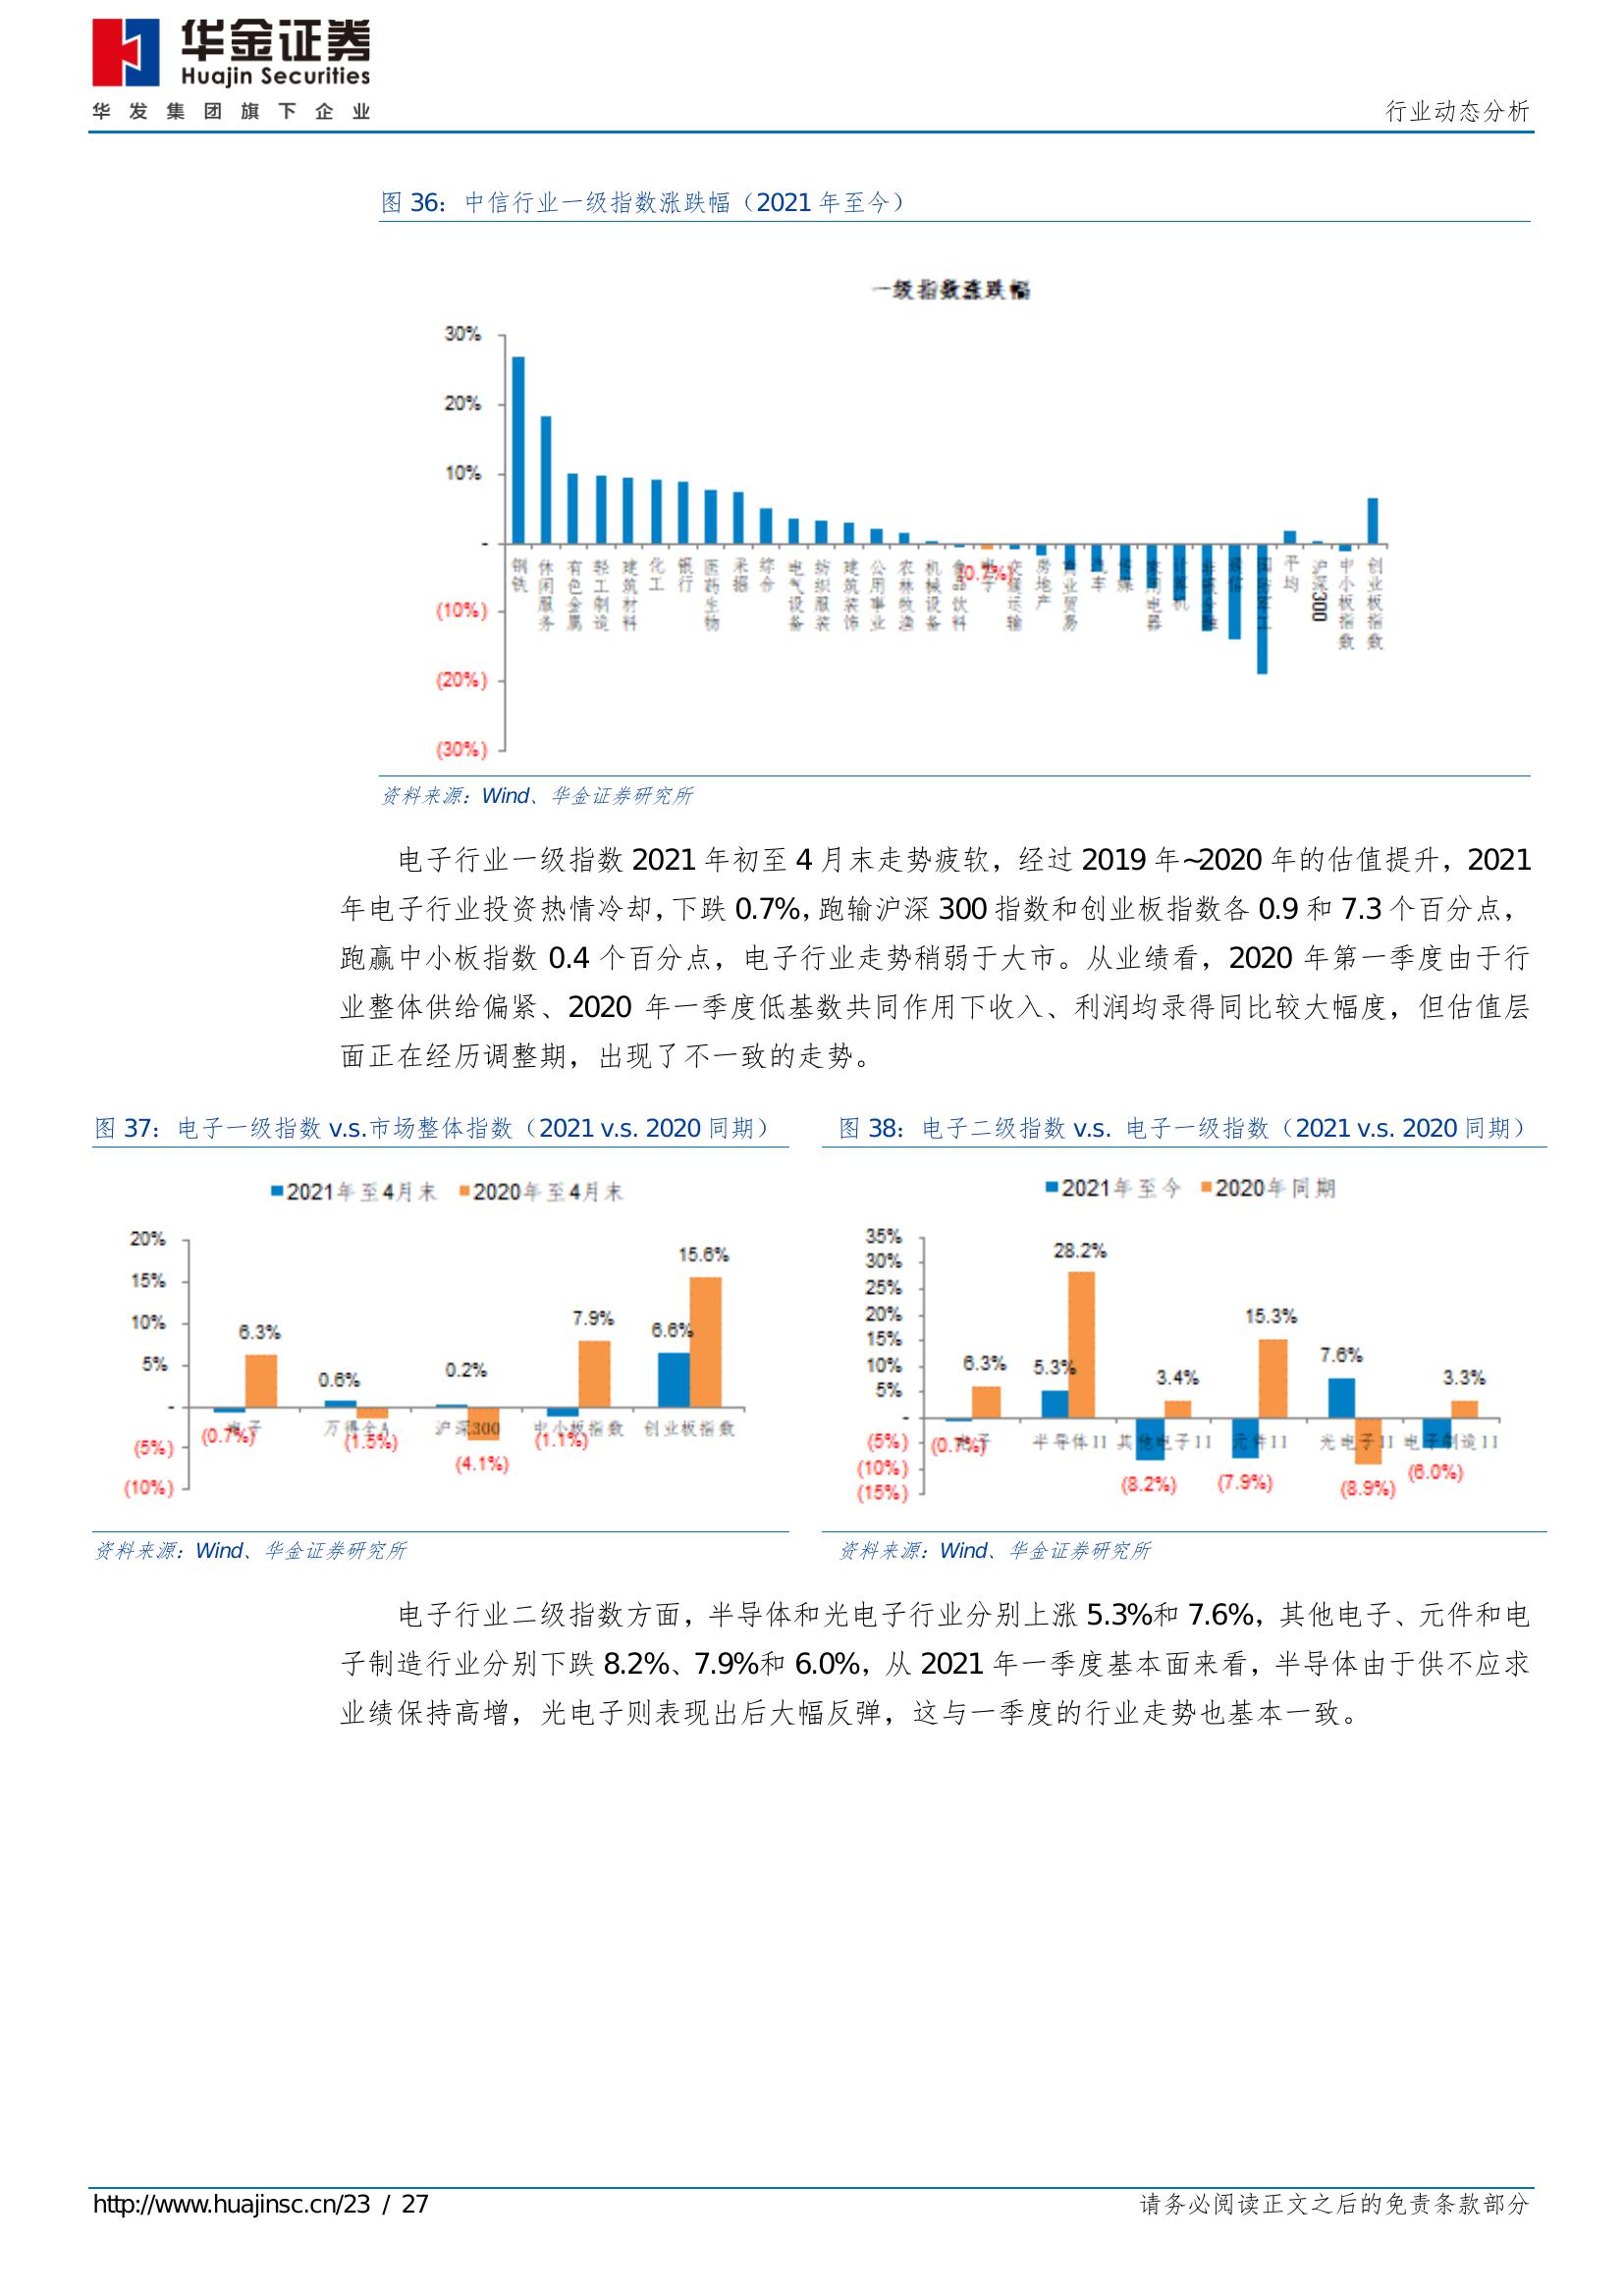 华金证券
Huajin Securities
华发集团旗下企业
行业动态分析
图 36：中信行业一级指数涨跌幅（2021 年至今）
一级指数涨跌幅
30%
20%
10%
-
(10%)
(20%)
(30%)
钢铁
休闲服务
有色金属
轻工制造
建筑材料
化工
银行
医药生物
采掘
综合
电气设备
纺织服装
建筑装饰
公用事业
农林牧渔
机械设备
食品饮料
电子
(0.7%)
交通运输
房地产
商业贸易
汽车
传媒
家用电器
计算机
通信
国防军工
平均
沪深300
中小板指数
创业板指数
资料来源：Wind、华金证券研究所
电子行业一级指数 2021 年初至 4 月末走势疲软，经过 2019 年~2020 年的估值提升，2021
年电子行业投资热情冷却，下跌 0.7%，跑输沪深 300 指数和创业板指数各 0.9 和 7.3 个百分点，
跑赢中小板指数 0.4 个百分点，电子行业走势稍弱于大市。从业绩看，2020 年第一季度由于行
业整体供给偏紧、2020 年一季度低基数共同作用下收入、利润均录得同比较大幅度，但估值层
面正在经历调整期，出现了不一致的走势。
图 37：电子一级指数 v.s.市场整体指数（2021 v.s. 2020 同期）
2021年至4月末 2020年至4月末
20%
15%
10%
5%
-
(5%)
(10%)
6.3%
0.6%
0.2%
7.9%
6.6%
15.6%
电子 万得全A 沪深300 中小板指数 创业板指数
(0.7%)
(1.5%)
(4.1%)
(1.1%)
资料来源：Wind、华金证券研究所
图 38：电子二级指数 v.s. 电子一级指数（2021 v.s. 2020 同期）
2021年至今 2020年同期
35%
30%
25%
20%
15%
10%
5%
-
(5%)
(10%)
(15%)
6.3%
5.3%
28.2%
3.4%
15.3%
7.6%
3.3%
电子 半导体II 其他电子II 元件II 光电子II 电子制造II
(0.7%)
(8.2%)
(7.9%)
(8.9%)
(6.0%)
资料来源：Wind、华金证券研究所
电子行业二级指数方面，半导体和光电子行业分别上涨 5.3%和 7.6%，其他电子、元件和电
子制造行业分别下跌 8.2%、7.9%和 6.0%，从 2021 年一季度基本面来看，半导体由于供不应求
业绩保持高增，光电子则表现出后大幅反弹，这与一季度的行业走势也基本一致。
http://www.huajinsc.cn/23 / 27
请务必阅读正文之后的免责条款部分